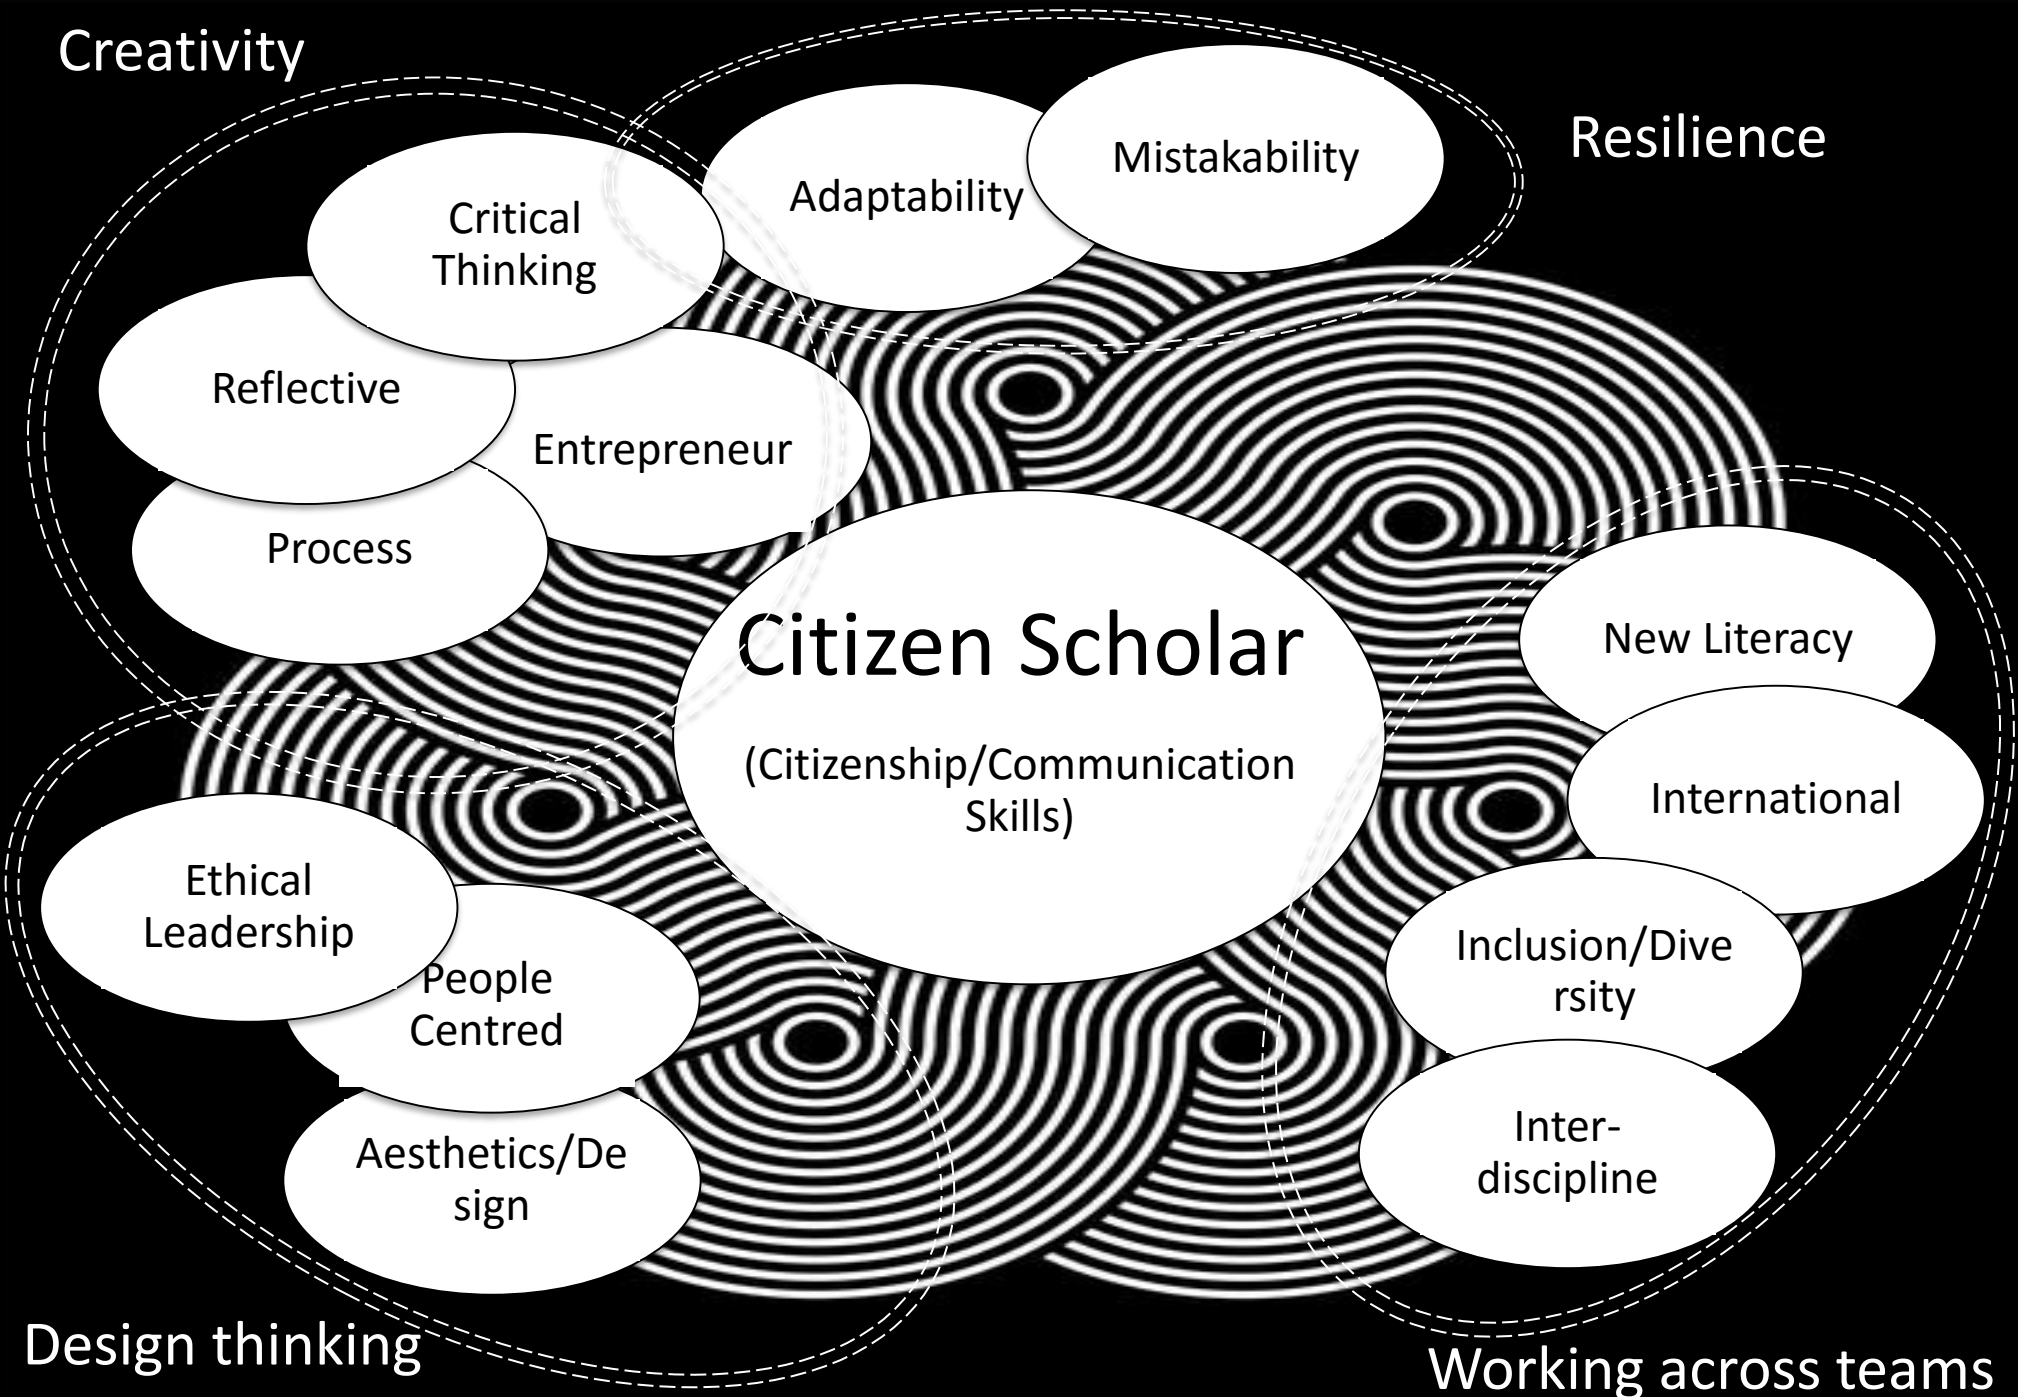 Creativity
Resilience
Mistakability
Adaptability
Critical
Thinking
Reflective
Entrepreneur
Process
Citizen Scholar
(Citizenship/Communication
Skills)
New Literacy
International
Inclusion/Dive
rsity
Inter-
discipline
Ethical
Leadership
People
Centred
Aesthetics/De
sign
Design thinking
Working across teams